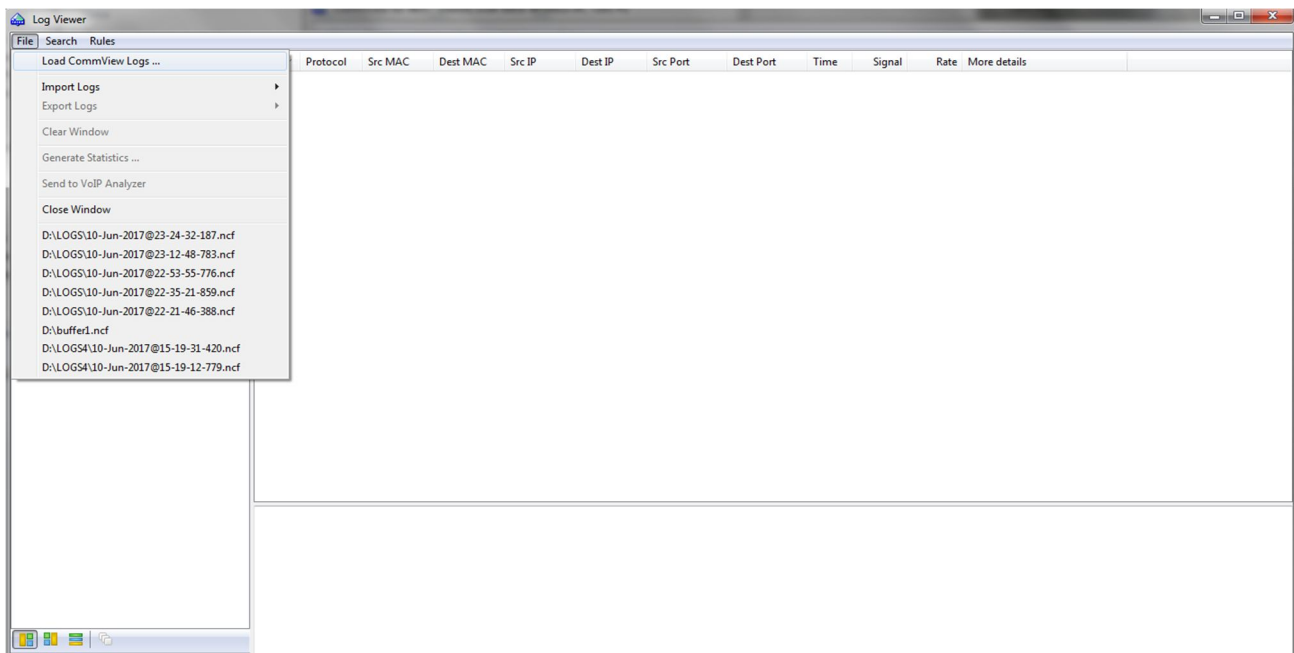 Log Viewer
File Search Rules
Load CommView Logs ...
Protocol Src MAC Dest MAC Src IP Dest IP Src Port Dest Port Time Signal Rate More details
Import Logs
Export Logs
Clear Window
Generate Statistics ...
Send to VoIP Analyzer
Close Window
D:\LOGS\10-Jun-2017@23-24-32-187.ncf
D:\LOGS\10-Jun-2017@23-12-48-783.ncf
D:\LOGS\10-Jun-2017@22-53-55-776.ncf
D:\LOGS\10-Jun-2017@22-35-21-859.ncf
D:\LOGS\10-Jun-2017@22-21-46-388.ncf
D:\buffer1.ncf
D:\LOGS4\10-Jun-2017@15-19-31-420.ncf
D:\LOGS4\10-Jun-2017@15-19-12-779.ncf